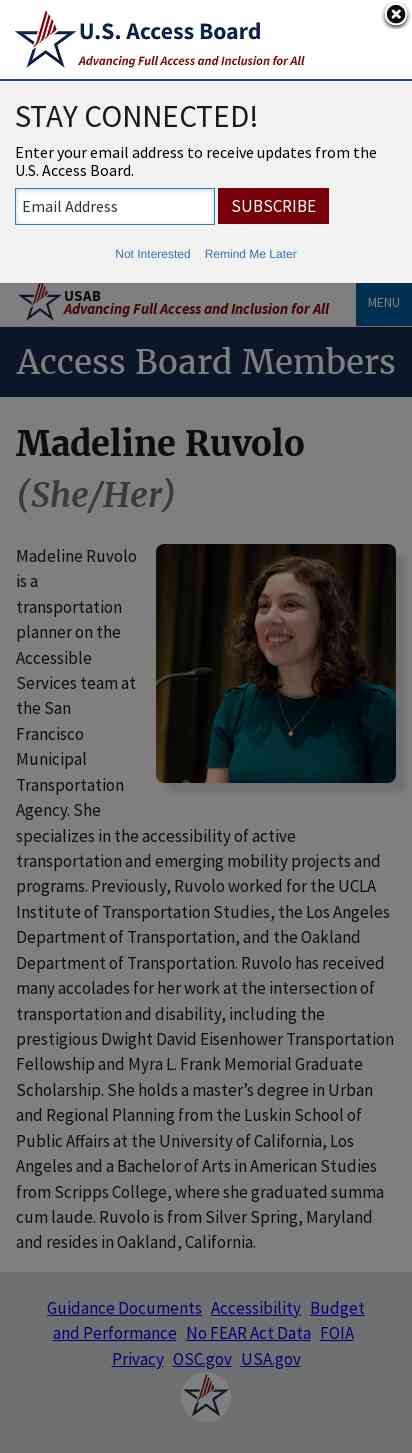 U.S. Access Board
Advancing Full Access and Inclusion for All
STAY CONNECTED!
Enter your email address to receive updates from the
U.S. Access Board.
Email Address
SUBSCRIBE
Not Interested Remind Me Later
USAB
Advancing Full Access and Inclusion for All
MENU
Access Board Members
Madeline Ruvolo
(She/Her)
Madeline Ruvolo
is a
transportation
planner on the
Accessible
Services team at
the San
Francisco
Municipal
Transportation
Agency. She
specializes in the accessibility of active
transportation and emerging mobility projects and
programs. Previously, Ruvolo worked for the UCLA
Institute of Transportation Studies, the Los Angeles
Department of Transportation, and the Oakland
Department of Transportation. Ruvolo has received
many accolades for her work at the intersection of
transportation and disability, including the
prestigious Dwight David Eisenhower Transportation
Fellowship and Myra L. Frank Memorial Graduate
Scholarship. She holds a master’s degree in Urban
and Regional Planning from the Luskin School of
Public Affairs at the University of California, Los
Angeles and a Bachelor of Arts in American Studies
from Scripps College, where she graduated summa
cum laude. Ruvolo is from Silver Spring, Maryland
and resides in Oakland, California.
Guidance Documents Accessibility Budget
and Performance No FEAR Act Data FOIA
Privacy OSC.gov USA.gov